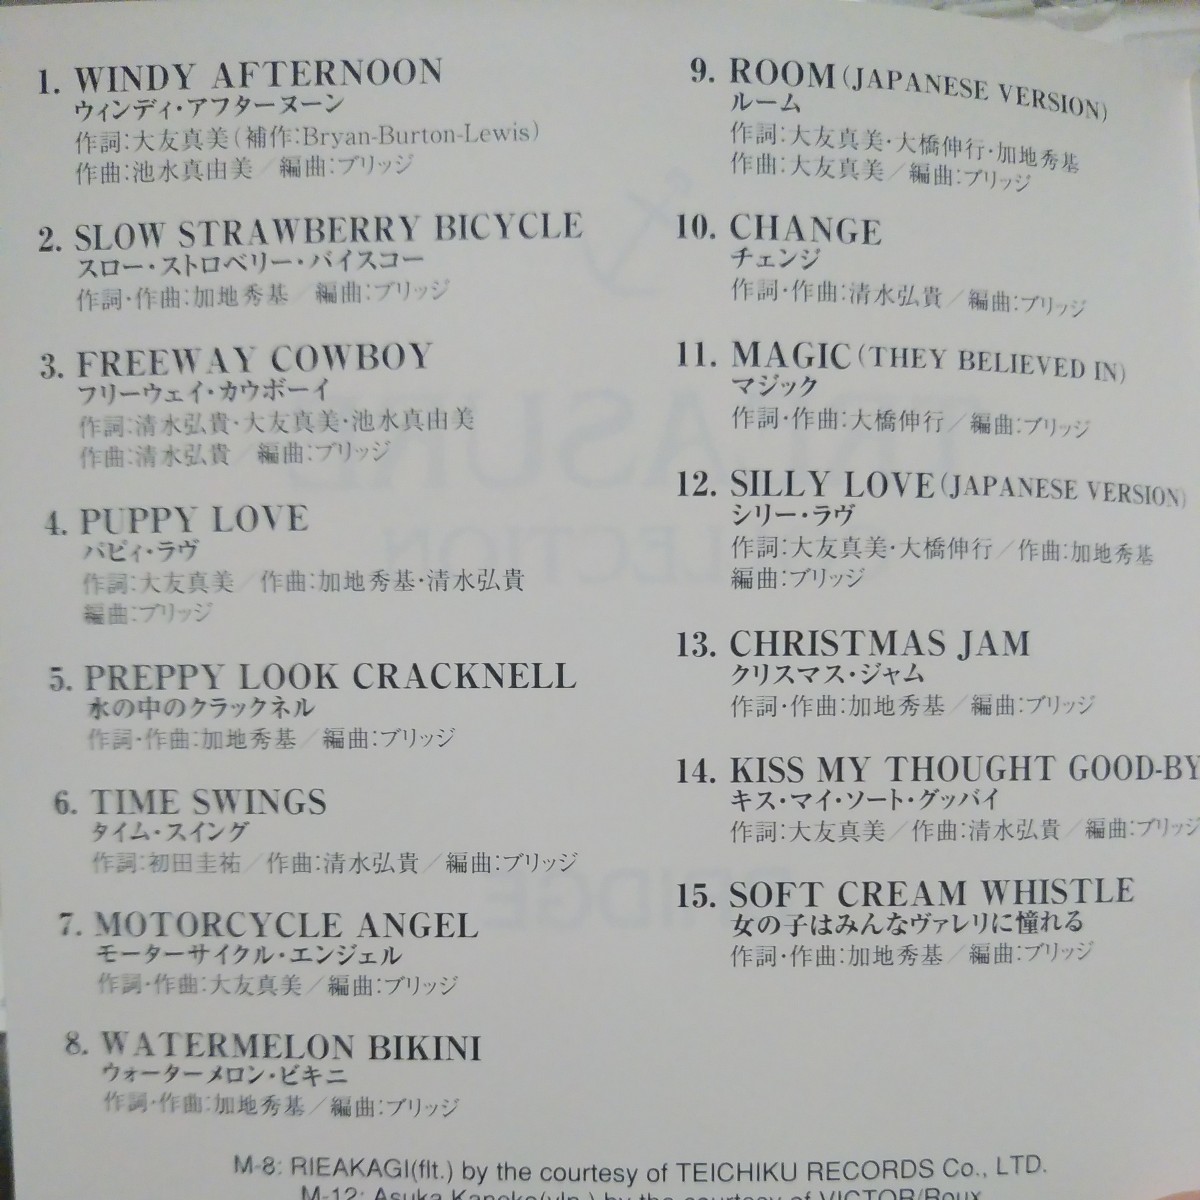 1. WINDY AFTERNOON
ウィンディ・アフターヌーン
作詞:大友真美(補作:Bryan-Burton-Lewis)
作曲:池水真由美/編曲:ブリッジ
2. SLOW STRAWBERRY BICYCLE
スロー・ストロベリー・バイスコー
作詞・作曲:加地秀基/編曲:ブリッジ
3. FREEWAY COWBOY
フリーウェイ・カウボーイ
作詞:清水弘貴・大友真美・池水真由美
作曲:清水弘貴 編曲:ブリッジ
4. PUPPY LOVE
パピィ・ラヴ
作詞:大友真美/作曲:加地秀基・清水弘貴
編曲:ブリッジ
5. PREPPY LOOK CRACKNELL
水の中のクラックネル
作詞・作曲:加地秀基/編曲:ブリッジ
6. TIME SWINGS
タイム・スイング
作詞:初田圭祐/作曲:清水弘貴/編曲:ブリッジ
7. MOTORCYCLE ANGEL
モーターサイクル・エンジェル
作詞・作曲:大友真美/編曲:ブリッジ
8. WATERMELON BIKINI
ウォーターメロン・ビキニ
作詞・作曲:加地秀基/編曲:ブリッジ
9. ROOM(JAPANESE VERSION)
ルーム
作詞:大友真美・大橋伸行・加地秀基
作曲:大友真美/編曲:ブリッジ
10. CHANGE
チェンジ
作詞・作曲:清水弘貴/編曲:ブリッジ
11. MAGIC(THEY BELIEVED IN)
マジック
作詞・作曲:大橋伸行/編曲:ブリッジ
12. SILLY LOVE(JAPANESE VERSION)
シリー・ラヴ
作詞:大友真美・大橋伸行/作曲:加地秀基
編曲:ブリッジ
13. CHRISTMAS JAM
クリスマス・ジャム
作詞・作曲:加地秀基/編曲:ブリッジ
14. KISS MY THOUGHT GOOD-BY
キス・マイ・ソート・グッバイ
作詞:大友真美/作曲:清水弘貴/編曲:ブリッジ
15. SOFT CREAM WHISTLE
女の子はみんなヴァレリに憧れる
作詞・作曲:加地秀基/編曲:ブリッジ
M-8: RIEAKAGI(flt.) by the courtesy of TEICHIKU RECORDS Co., LTD.
M-12: Asuka Kaneko(vln.) by the courtesy of VICTOR/Roux